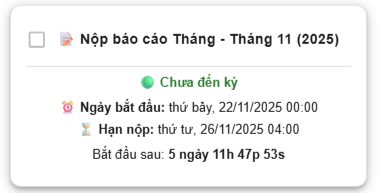 📝 Nộp báo cáo Tháng - Tháng 11 (2025)
🟢 Chưa đến kỳ
⏰ Ngày bắt đầu: thứ bảy, 22/11/2025 00:00
⏳ Hạn nộp: thứ tư, 26/11/2025 04:00
Bắt đầu sau: 5 ngày 11h 47p 53s